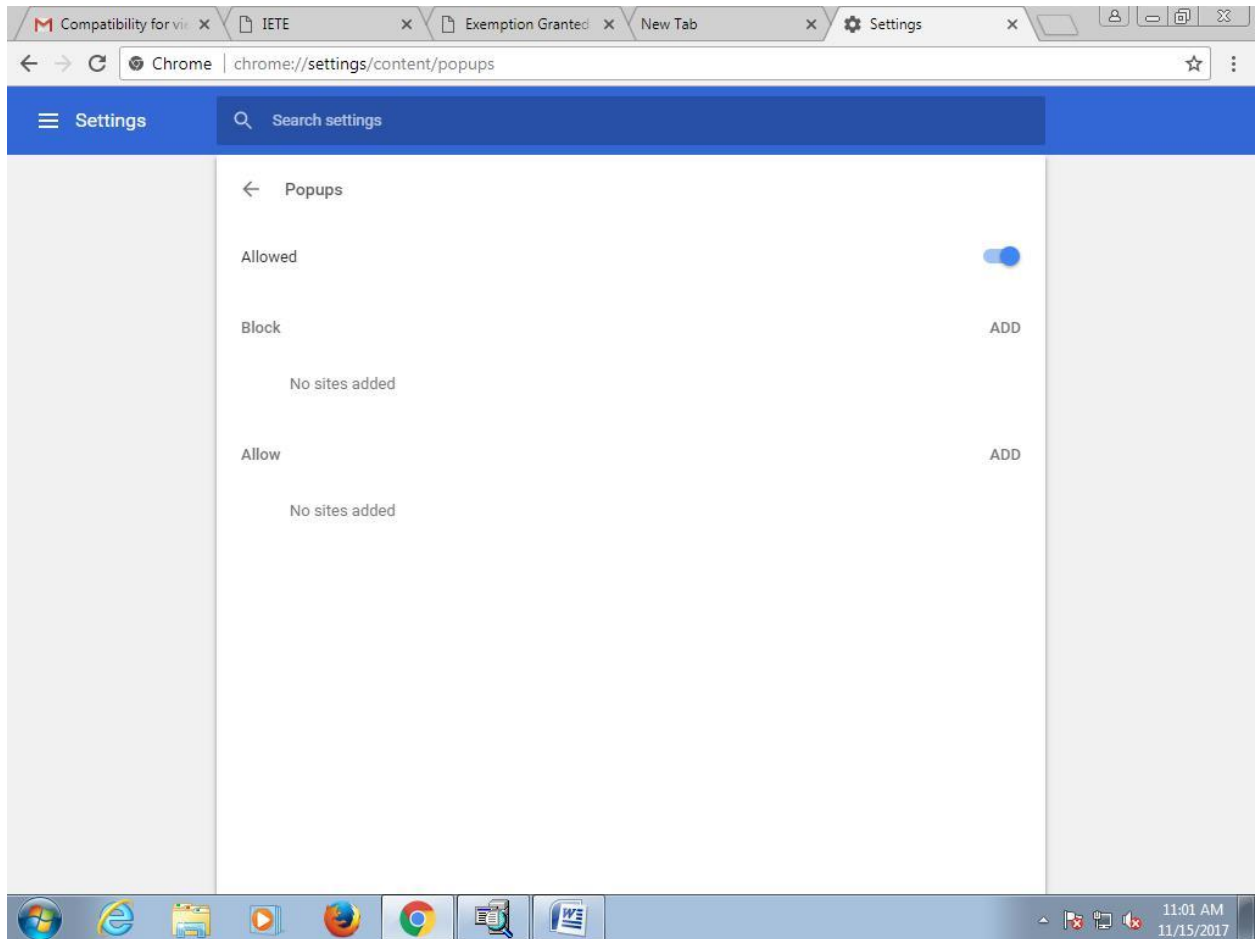 Compatibility for vie
IETE
Exemption Granted
New Tab
Settings
Chrome chrome://settings/content/popups
Settings
Search settings
Popups
Allowed
Block ADD
No sites added
Allow ADD
No sites added
11:01 AM
11/15/2017